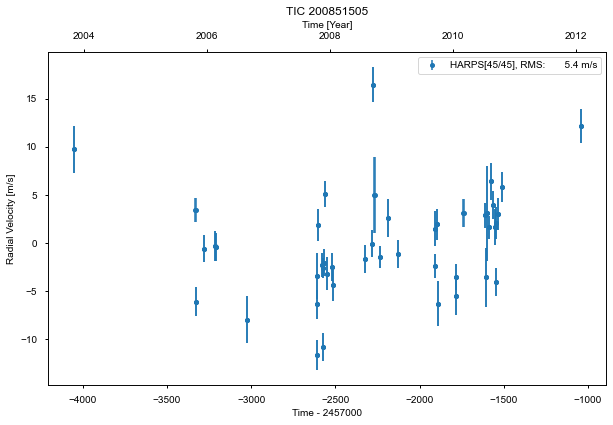 TIC 200851505
Time [Year]
2004 2006 2008 2010 2012
HARPS[45/45], RMS: 5.4 m/s
Radial Velocity [m/s]
15
10
5
0
−5
−10
−4000 −3500 −3000 −2500 −2000 −1500 −1000
Time - 2457000